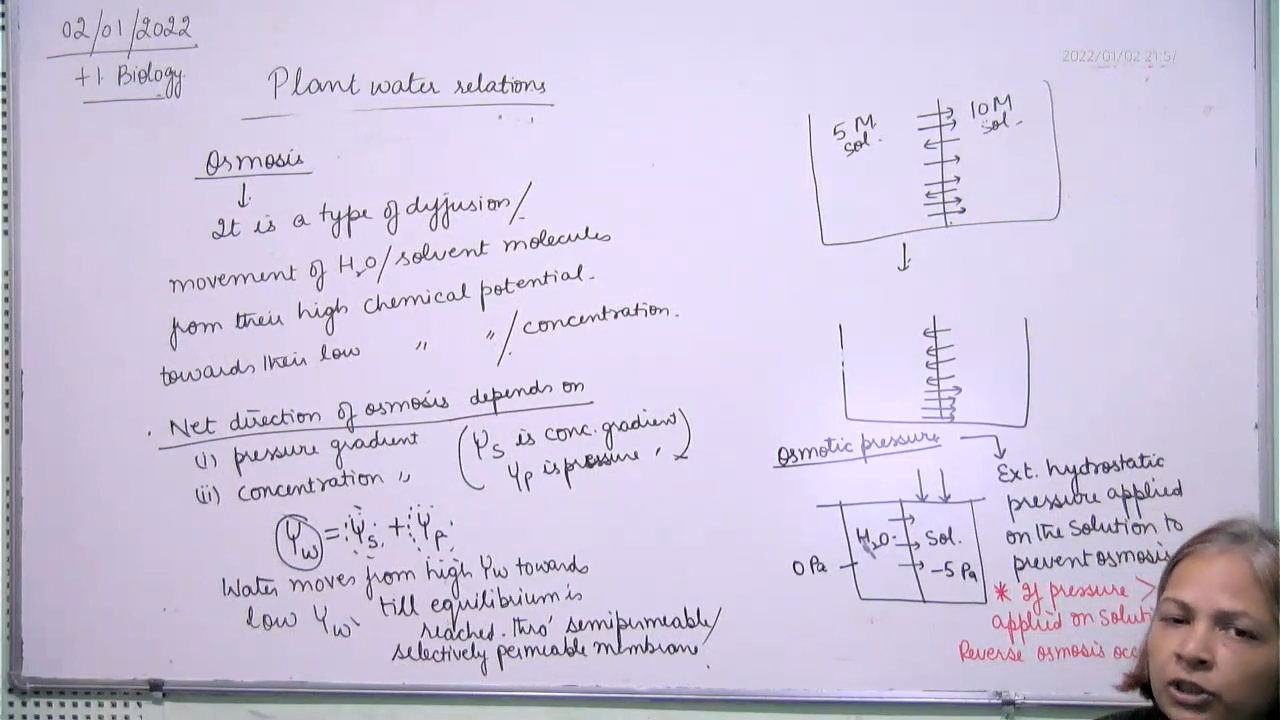 02/01/2022
+1 Biology
Plant water relations
2022/01/02 21:57
Osmosis
↓
It is a type of dyfusion/
movement of H2O/solvent molecules
from their high chemical potential.
towards their low " "/concentration.
. Net direction of osmosis depends on
(i) pressure gradient
(ii) concentration "
(Ψs is conc. gradient
Ψp is pressure " )
Ψw = Ψs + Ψp
Water moves from high Ψw towards
low Ψw, till equilibrium is
reached. thro' semipermeable/
selectively permeable membrane.
5 M
sol.
10 M
sol.
↓
Osmotic pressure
Ext. hydrostatic
pressure applied
on the solution to
prevent osmosis
H2O
Sol.
0 Pa
-5 Pa
* If pressure >
applied on
Reverse osmosis